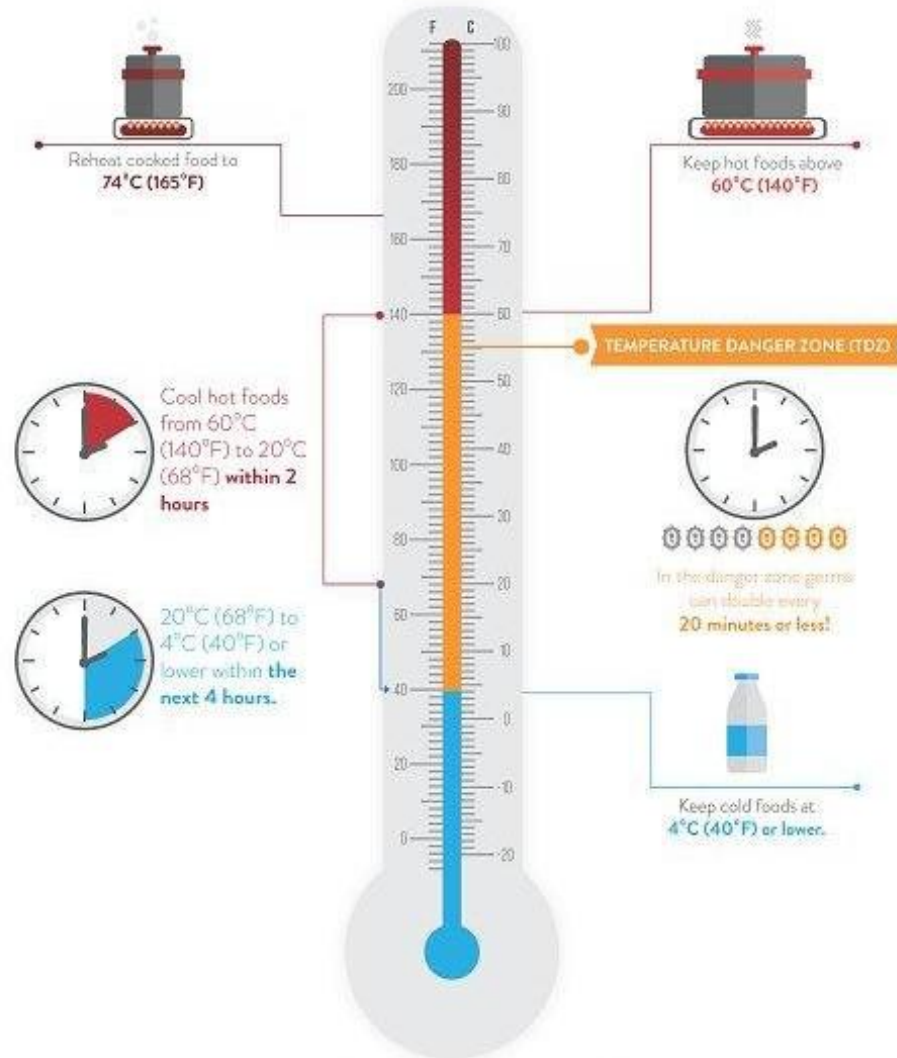 F C
Reheat cooked food to
74°C (165°F)
Keep hot foods above
60°C (140°F)
TEMPERATURE DANGER ZONE (TDZ)
Cool hot foods
from 60°C
(140°F) to 20°C
(68°F) within 2
hours
In the danger zone germs
can double every
20 minutes or less!
20°C (68°F) to
4°C (40°F) or
lower within the
next 4 hours.
Keep cold foods at
4°C (40°F) or lower.
200
180
160
140
120
100
80
60
40
20
0
100
90
80
70
60
50
40
30
20
10
0
-10
-20